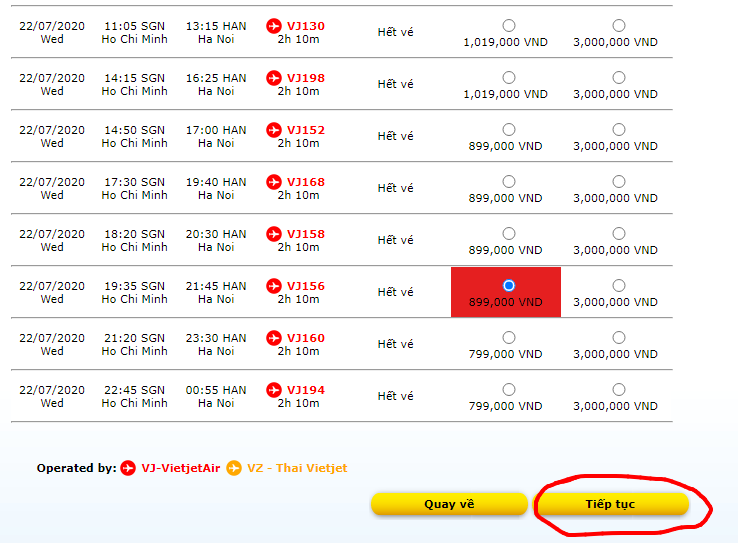 22/07/2020 11:05 SGN 13:15 HAN VJ130
Wed Ho Chi Minh Ha Noi 2h 10m Hết vé 1,019,000 VND 3,000,000 VND
22/07/2020 14:15 SGN 16:25 HAN VJ198
Wed Ho Chi Minh Ha Noi 2h 10m Hết vé 1,019,000 VND 3,000,000 VND
22/07/2020 14:50 SGN 17:00 HAN VJ152
Wed Ho Chi Minh Ha Noi 2h 10m Hết vé 899,000 VND 3,000,000 VND
22/07/2020 17:30 SGN 19:40 HAN VJ168
Wed Ho Chi Minh Ha Noi 2h 10m Hết vé 899,000 VND 3,000,000 VND
22/07/2020 18:20 SGN 20:30 HAN VJ158
Wed Ho Chi Minh Ha Noi 2h 10m Hết vé 899,000 VND 3,000,000 VND
22/07/2020 19:35 SGN 21:45 HAN VJ156
Wed Ho Chi Minh Ha Noi 2h 10m Hết vé 899,000 VND 3,000,000 VND
22/07/2020 21:20 SGN 23:30 HAN VJ160
Wed Ho Chi Minh Ha Noi 2h 10m Hết vé 799,000 VND 3,000,000 VND
22/07/2020 22:45 SGN 00:55 HAN VJ194
Wed Ho Chi Minh Ha Noi 2h 10m Hết vé 799,000 VND 3,000,000 VND
Operated by: VJ-VietjetAir VZ - Thai Vietjet
Quay về Tiếp tục